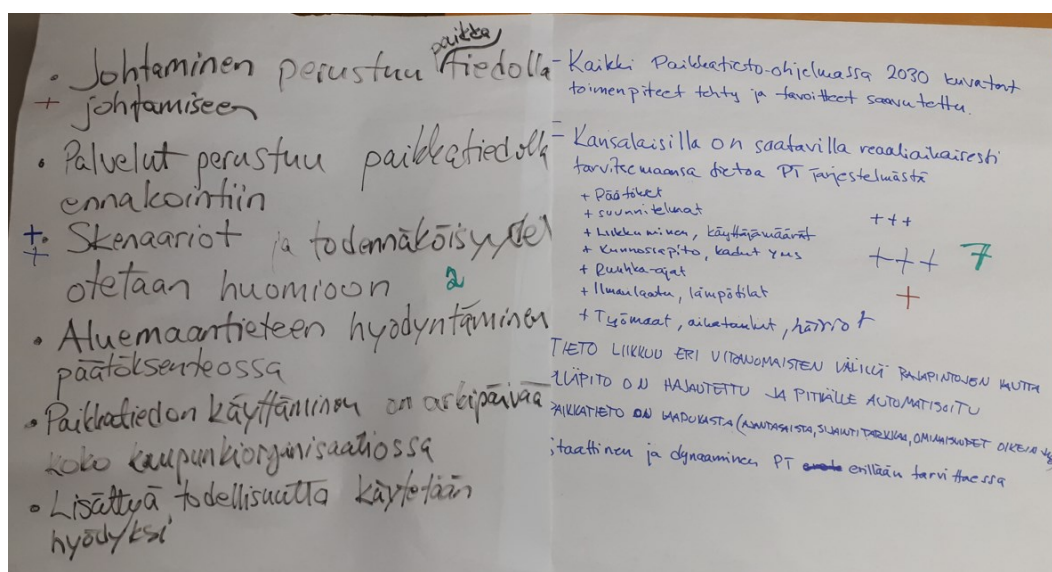 paikka
• Johtaminen perustuu tiedolla
+ johtamiseen
• Palvelut perustuu paikkatiedolla
ennakointiin
+ • Skenaariot ja todennäköisyydet
+ otetaan huomioon 2
• Aluemaantieteen hyödyntäminen
päätöksenteossa
• Paikkatiedon käyttäminen on arkipäivää
koko kaupunkiorganisaatiossa
• Lisättyä todellisuutta käytetään
hyödyksi
- Kaikki Paikkatieto-ohjelmassa 2030 kuvatut
toimenpiteet tehty ja tavoitteet saavutettu.
- Kansalaisilla on saatavilla reaaliaikaisesti
tarvitsemaansa tietoa PT järjestelmästä
+ Päätökset
+ suunnitelmat +++
+ Liikkuminen, käyttäjämäärät
+ Kunnossapito, kadut yms +++ 7
+ Ruuhka-ajat
+ Ilmanlaatu, lämpötilat +
+ Työmaat, aikataulut, häiriöt
TIETO LIIKKUU ERI VIRANOMAISTEN VÄLILLÄ RAJAPINTOJEN KAUTTA
YLLÄPITO ON HAJAUTETTU JA PITKÄLLE AUTOMATISOITU
PAIKKATIETO ON LAADUKASTA (AJANTASAISTA, SIJAINTITARKKAA, OMINAISUUDET OIKEIN
staattinen ja dynaaminen PT erillään tarvittaessa